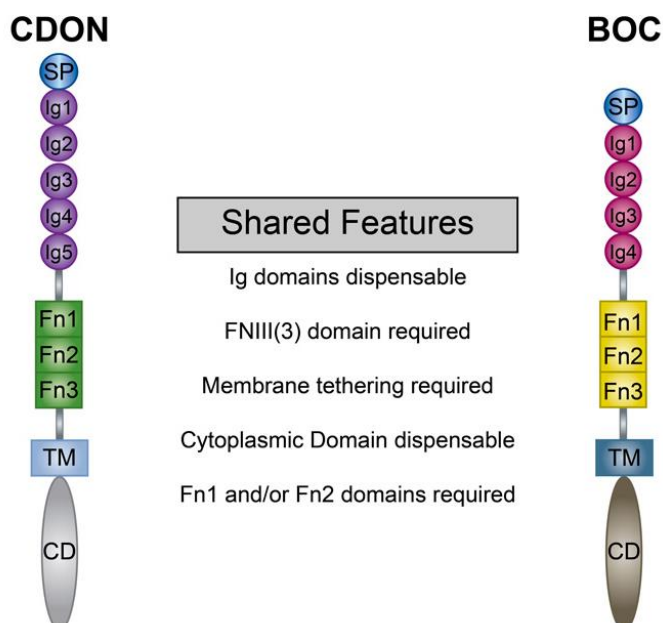 CDON
SP
Ig1
Ig2
Ig3
Ig4
Ig5
Fn1
Fn2
Fn3
TM
CD
Shared Features
Ig domains dispensable
FNIII(3) domain required
Membrane tethering required
Cytoplasmic Domain dispensable
Fn1 and/or Fn2 domains required
BOC
SP
Ig1
Ig2
Ig3
Ig4
Fn1
Fn2
Fn3
TM
CD